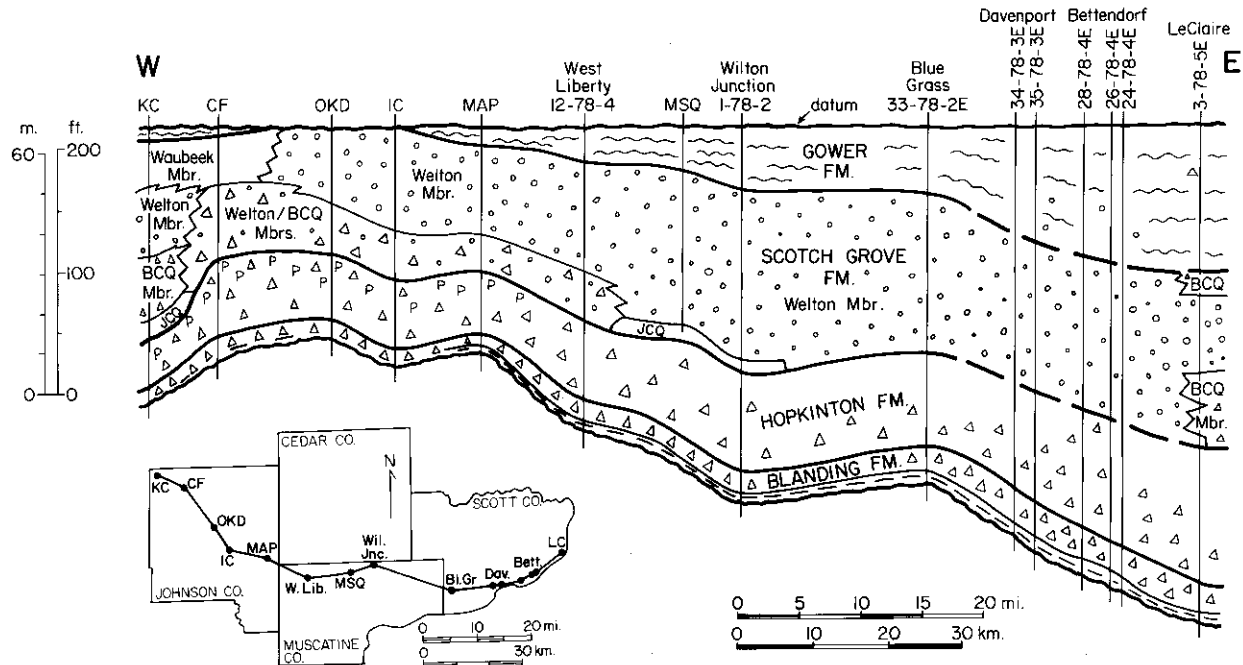 W
E
Davenport
Bettendorf
LeClaire
West
Liberty
12-78-4
Wilton
Junction
1-78-2
Blue
Grass
33-78-2E
34-78-3E
35-78-3E
28-78-4E
26-78-4E
24-78-4E
3-78-5E
KC
CF
OKD
IC
MAP
MSQ
datum
m.
ft.
60
200
100
0
0
Waubeek
Mbr.
Welton
Mbr.
BCQ
Mbr.
JCQ
Welton/BCQ
Mbrs.
Welton
Mbr.
P P P P P P P P P P
GOWER
FM.
SCOTCH GROVE
FM.
Welton Mbr.
JCQ
HOPKINTON FM.
BLANDING FM.
BCQ
BCQ
Mbr.
CEDAR CO.
N
SCOTT CO.
JOHNSON CO.
MUSCATINE
CO.
KC
CF
OKD
IC
MAP
W. Lib.
MSQ
Wil.
Jnc.
Bl.Gr
Dav.
Bett.
LC
0 10 20 mi.
0 30 km.
0 5 10 15 20 mi.
0 10 20 30 km.